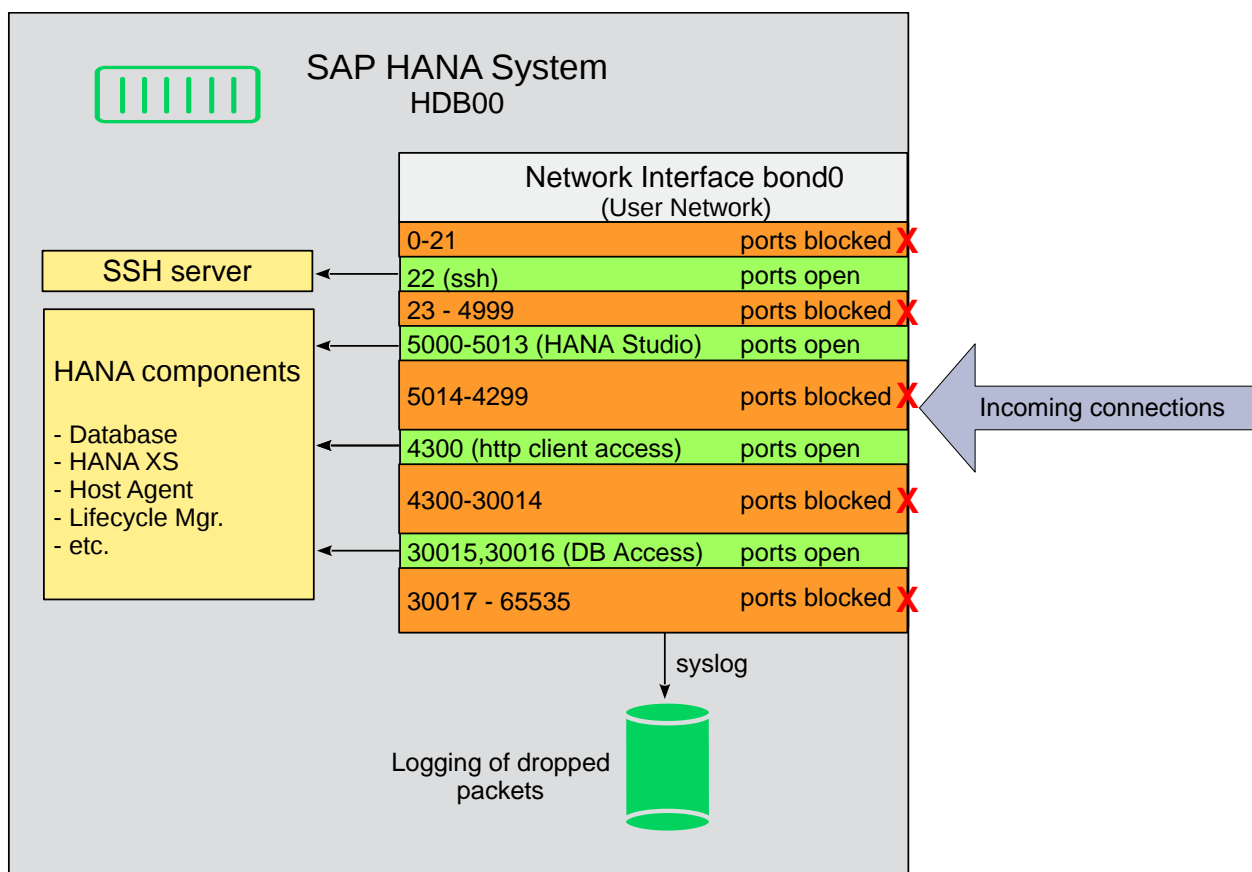 SAP HANA System
HDB00
Network Interface bond0
(User Network)
0-21 ports blocked X
SSH server
22 (ssh) ports open
23 - 4999 ports blocked X
5000-5013 (HANA Studio) ports open
HANA components
5014-4299 ports blocked X
Incoming connections
- Database
- HANA XS
- Host Agent
- Lifecycle Mgr.
- etc.
4300 (http client access) ports open
4300-30014 ports blocked X
30015,30016 (DB Access) ports open
30017 - 65535 ports blocked X
syslog
Logging of dropped
packets